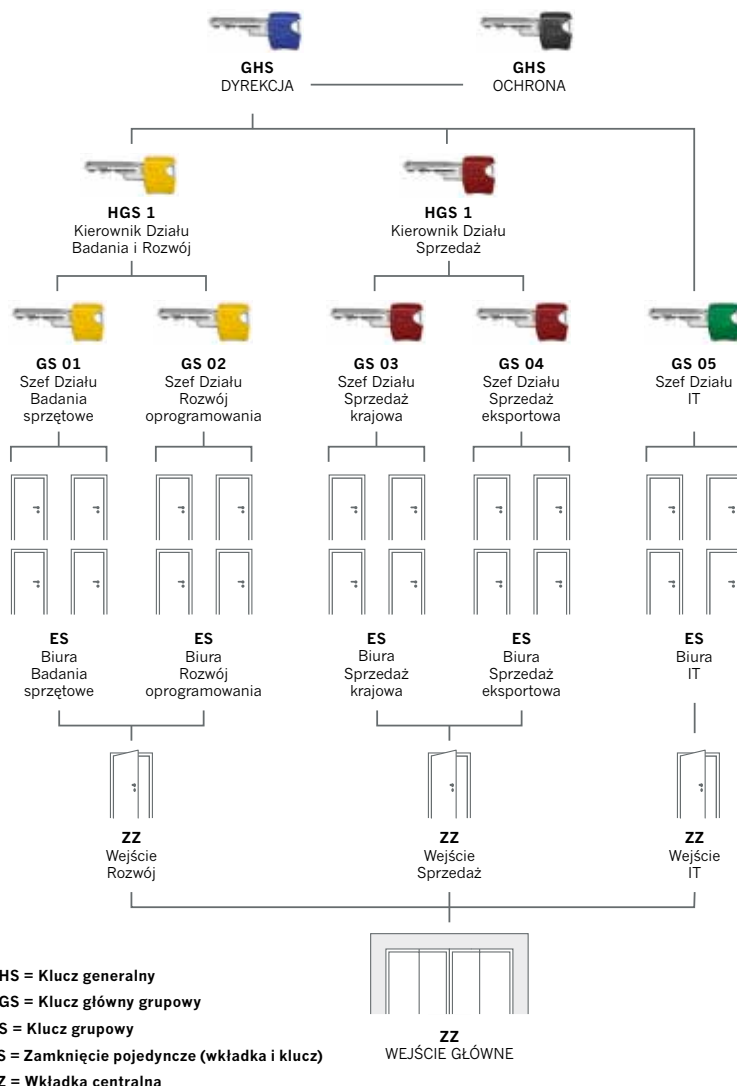 GHS
DYREKCJA
GHS
OCHRONA
HGS 1
Kierownik Działu
Badania i Rozwój
HGS 1
Kierownik Działu
Sprzedaż
GS 01
Szef Działu
Badania
sprzętowe
GS 02
Szef Działu
Rozwój
oprogramowania
GS 03
Szef Działu
Sprzedaż
krajowa
GS 04
Szef Działu
Sprzedaż
eksportowa
GS 05
Szef Działu
IT
ES
Biura
Badania
sprzętowe
ES
Biura
Rozwój
oprogramowania
ES
Biura
Sprzedaż
krajowa
ES
Biura
Sprzedaż
eksportowa
ES
Biura
IT
ZZ
Wejście
Rozwój
ZZ
Wejście
Sprzedaż
ZZ
Wejście
IT
HS = Klucz generalny
GS = Klucz główny grupowy
S = Klucz grupowy
S = Zamknięcie pojedyncze (wkładka i klucz)
Z = Wkładka centralna
ZZ
WEJŚCIE GŁÓWNE